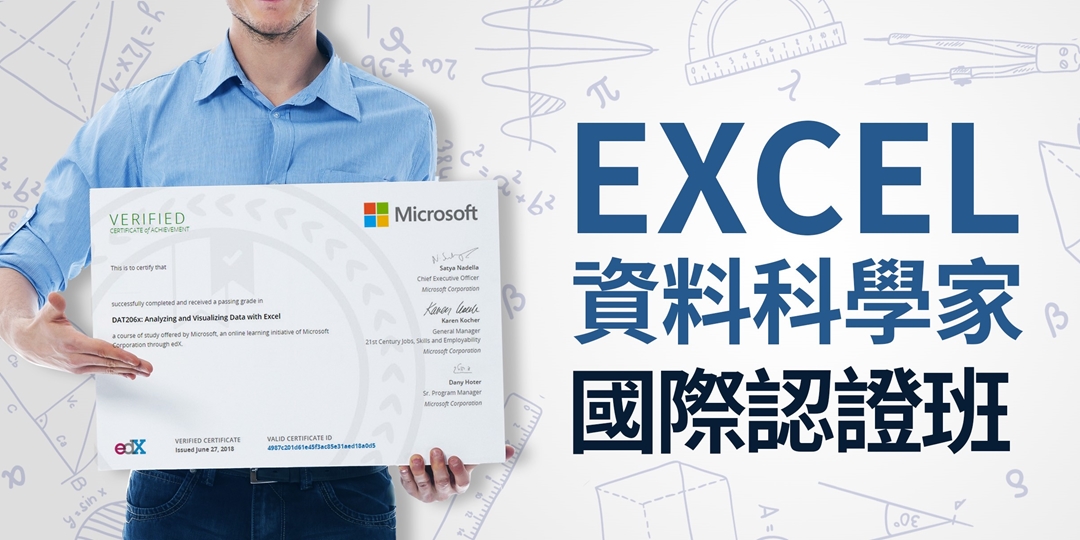 VERIFIED
CERTIFICATE of ACHIEVEMENT
Microsoft
This is to certify that
successfully completed and received a passing grade in
DAT206x: Analyzing and Visualizing Data with Excel
a course of study offered by Microsoft, an online learning initiative of Microsoft
Corporation through edX.
Satya Nadella
Chief Executive Officer
Microsoft Corporation
Karen Kocher
General Manager
21st Century Jobs, Skills and Employability
Microsoft Corporation
Dany Hoter
Sr. Program Manager
Microsoft Corporation
edX
VERIFIED CERTIFICATE
Issued June 27, 2018
VALID CERTIFICATE ID
EXCEL
資料科學家
國際認證班
π
λ
β
β
30°
y=sin x